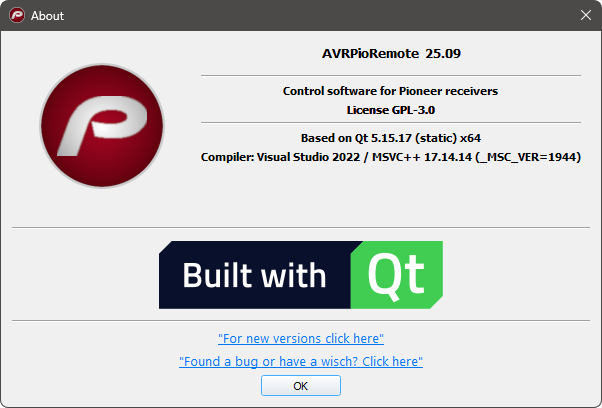 About
AVRPioRemote 25.09
Control software for Pioneer receivers
License GPL-3.0
Based on Qt 5.15.17 (static) x64
Compiler: Visual Studio 2022 / MSVC++ 17.14.14 (_MSC_VER=1944)
Built with Qt
"For new versions click here"
"Found a bug or have a wisch? Click here"
OK